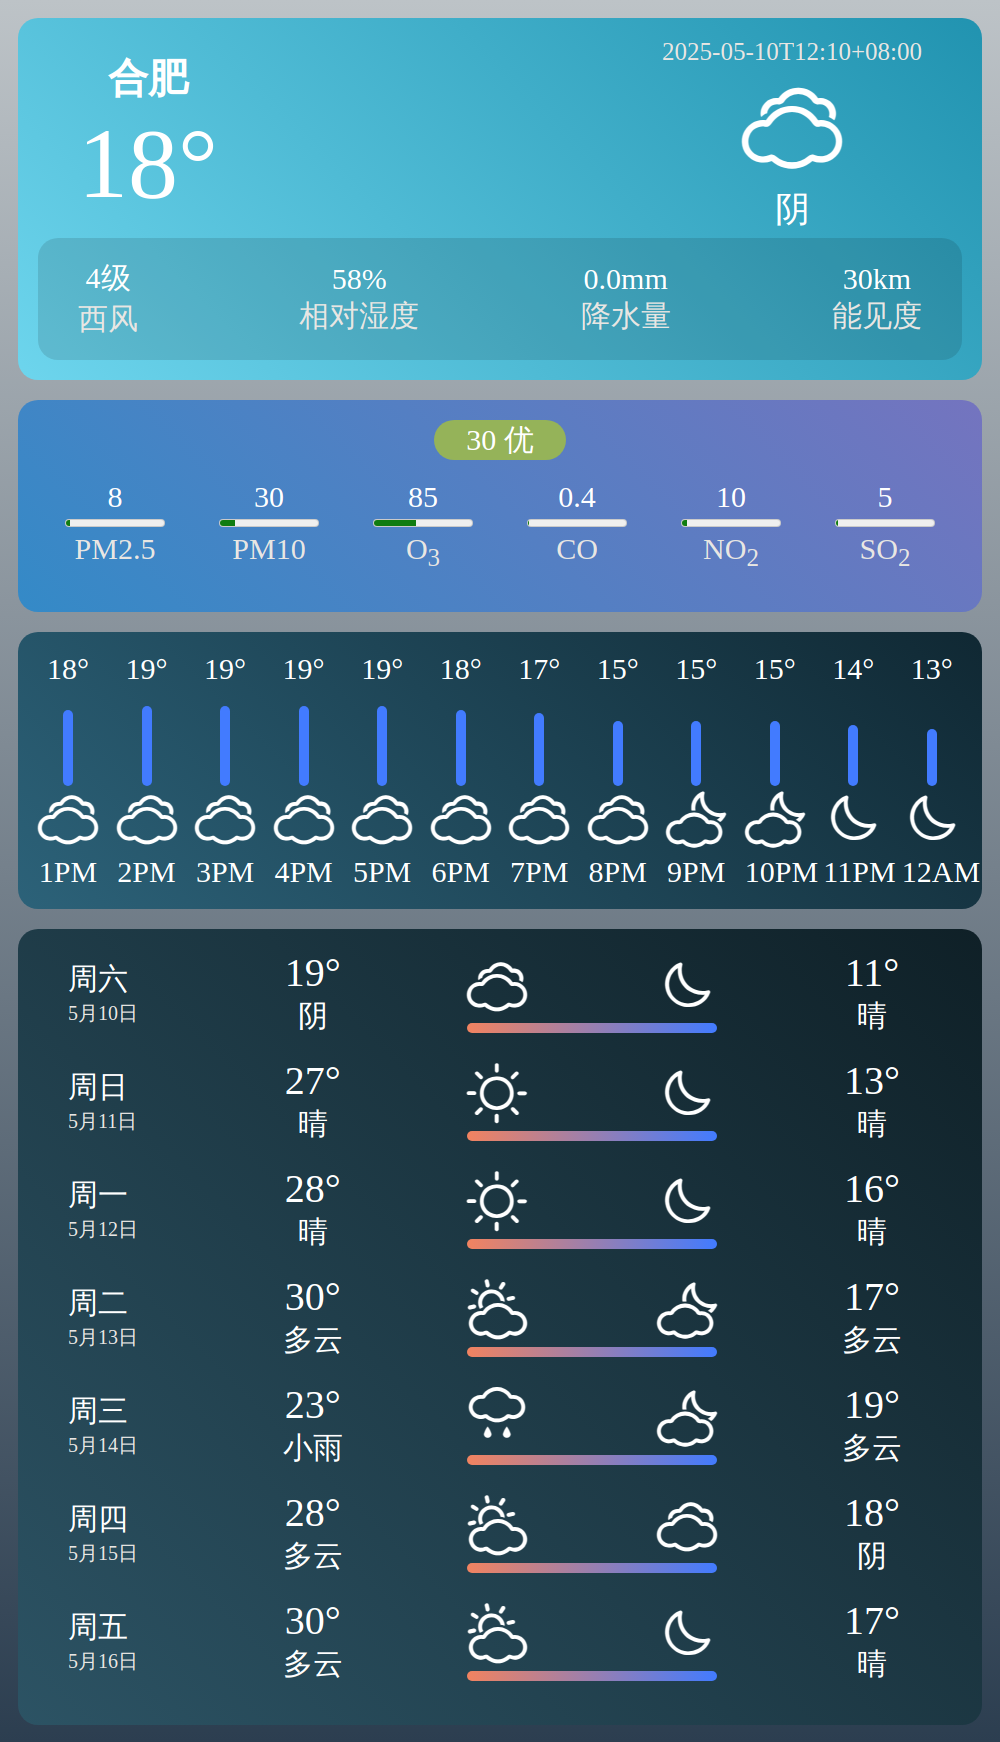 合肥
18°
2025-05-10T12:10+08:00
阴
4级 58% 0.0mm 30km
西风 相对湿度 降水量 能见度
30 优
8 30 85 0.4 10 5
PM2.5 PM10 O3 CO NO2 SO2
18° 19° 19° 19° 19° 18° 17° 15° 15° 15° 14° 13°
1PM 2PM 3PM 4PM 5PM 6PM 7PM 8PM 9PM 10PM 11PM 12AM
周六 19° 11°
5月10日 阴 晴
周日 27° 13°
5月11日 晴 晴
周一 28° 16°
5月12日 晴 晴
周二 30° 17°
5月13日 多云 多云
周三 23° 19°
5月14日 小雨 多云
周四 28° 18°
5月15日 多云 阴
周五 30° 17°
5月16日 多云 晴